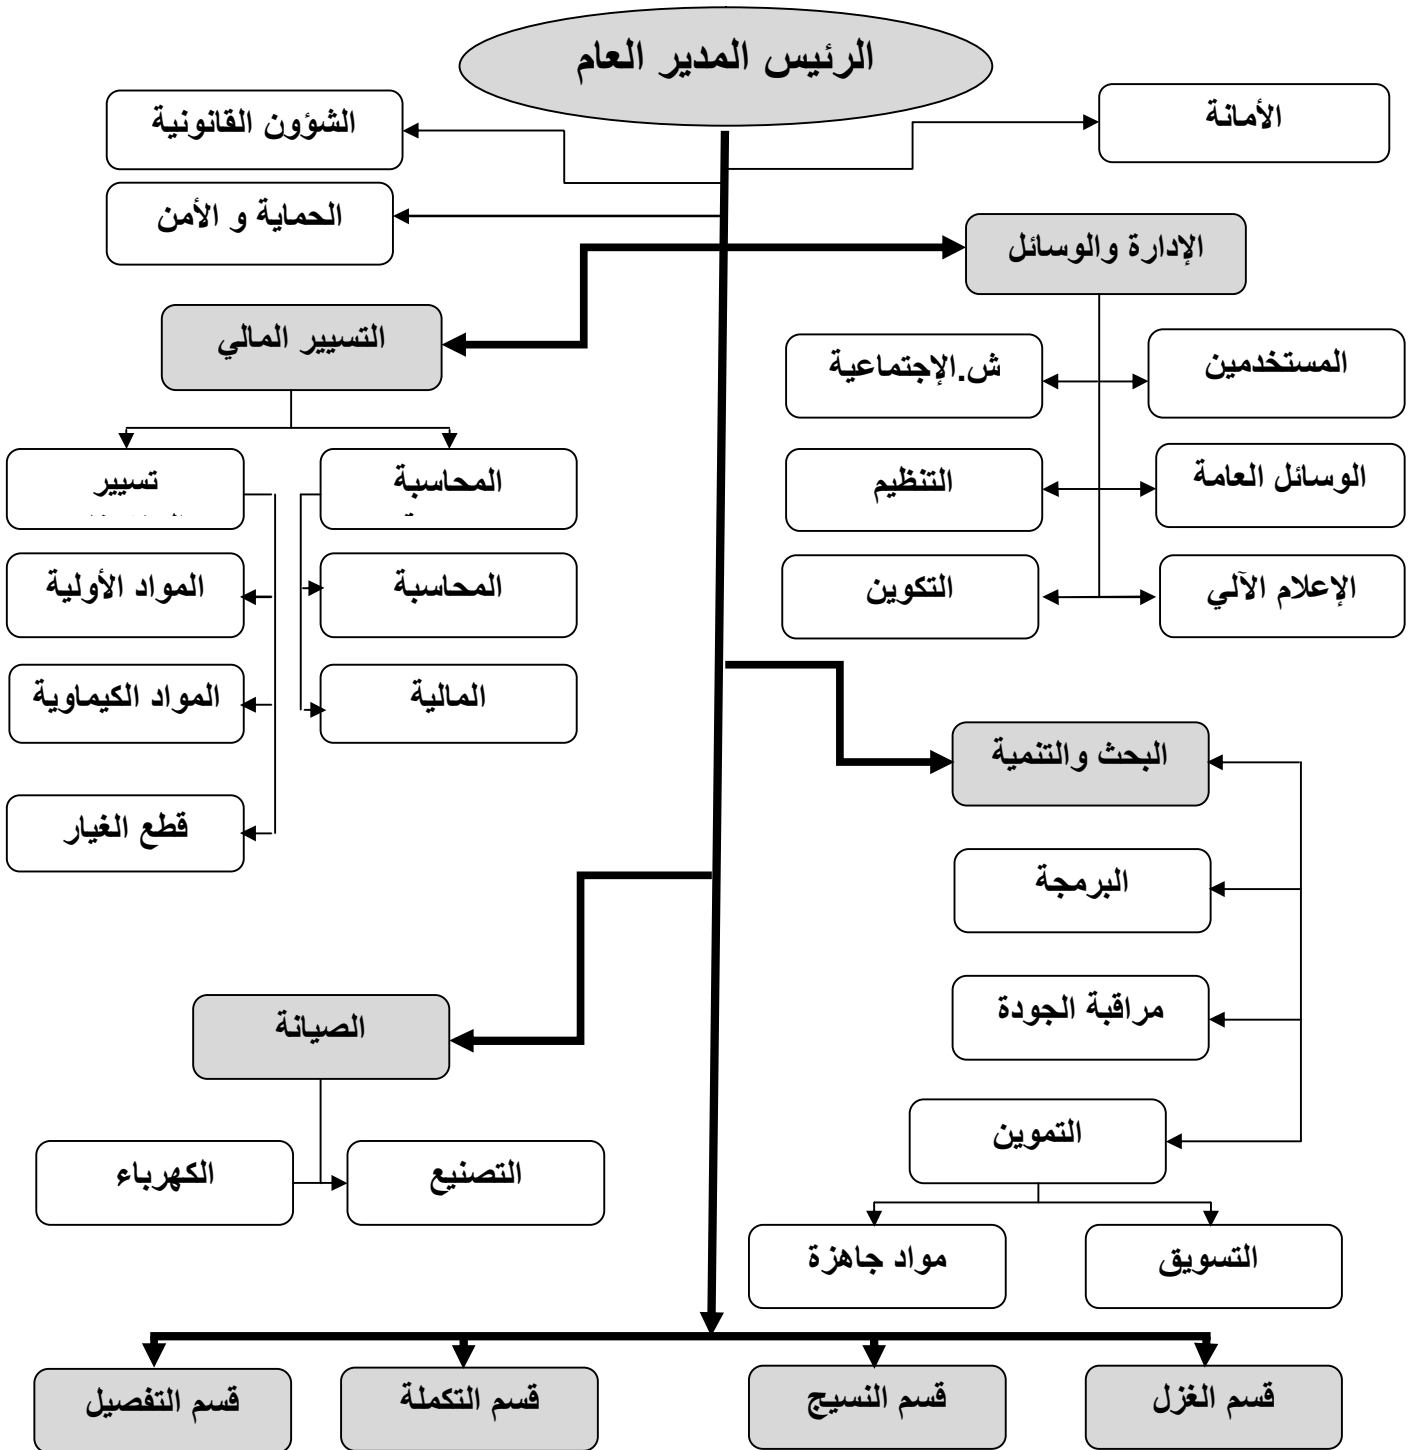 الرئيس المدير العام
الأمانة
الشؤون القانونية
الحماية و الأمن
الإدارة والوسائل
التسيير المالي
المستخدمين
ش.الإجتماعية
الوسائل العامة
التنظيم
الإعلام الآلي
التكوين
المحاسبة
تسيير
المحاسبة
المواد الأولية
المالية
المواد الكيماوية
قطع الغيار
البحث والتنمية
البرمجة
مراقبة الجودة
التموين
التسويق
مواد جاهزة
الصيانة
التصنيع
الكهرباء
قسم الغزل
قسم النسيج
قسم التكملة
قسم التفصيل